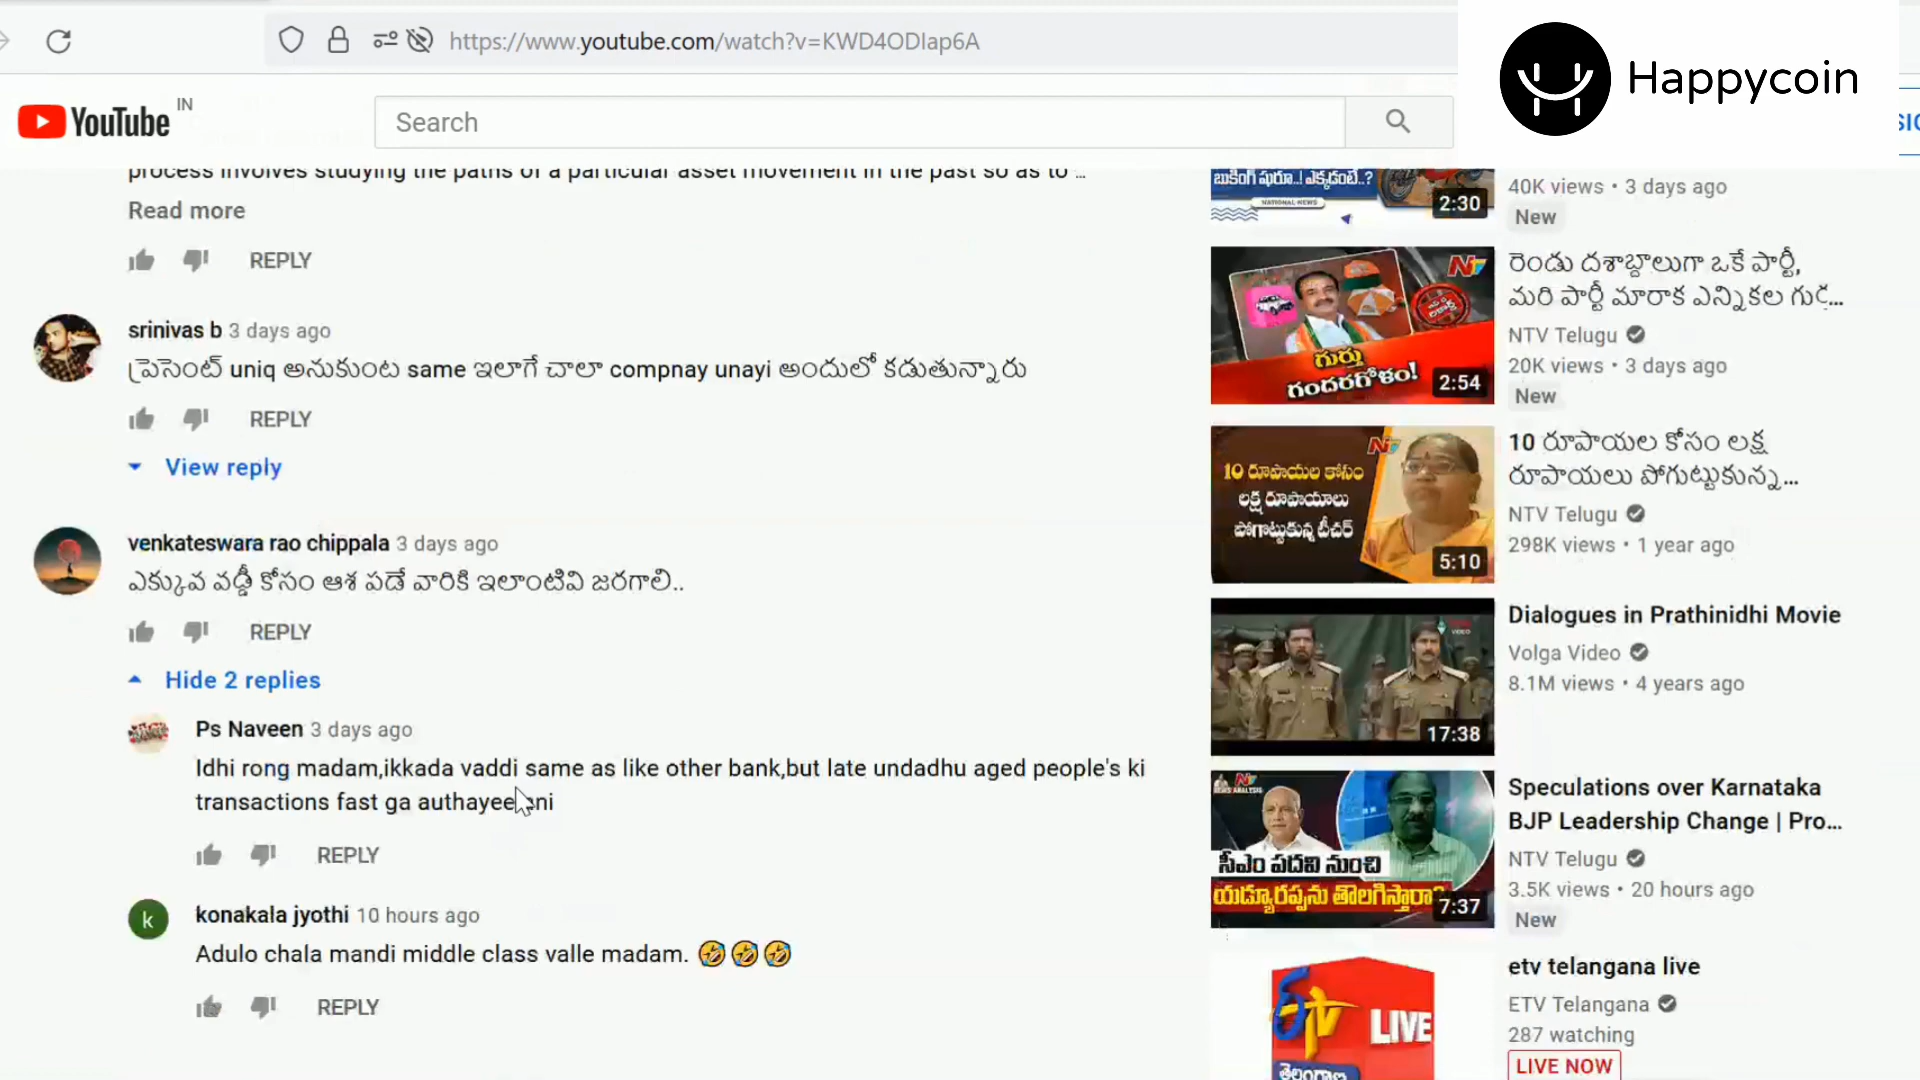 https://www.youtube.com/watch?v=KWD4ODIap6A
Happycoin
YouTube IN
Search
process involves studying the paths of a particular asset movement in the past so as to ...
Read more
REPLY
srinivas b 3 days ago
ప్రెసెంట్ uniq అనుకుంట same ఇలాగే చాలా compnay unayi అందులో కడుతున్నారు
REPLY
View reply
venkateswara rao chippala 3 days ago
ఎక్కువ వడ్డీ కోసం ఆశ పడే వారికి ఇలాంటివి జరగాలి..
REPLY
Hide 2 replies
Ps Naveen 3 days ago
Idhi rong madam,ikkada vaddi same as like other bank,but late undadhu aged people's ki
transactions fast ga authayee
REPLY
k
konakala jyothi 10 hours ago
Adulo chala mandi middle class valle madam. 🤣🤣🤣
REPLY
బుకింగ్ షురూ..! ఎక్కడంటే..?
NATIONAL NEWS
2:30
40K views • 3 days ago
New
గుర్తు
గందరగోళం!
2:54
రెండు దశాబ్దాలుగా ఒకే పార్టీ,
మరి పార్టీ మారాక ఎన్నికల గుర్...
NTV Telugu
20K views • 3 days ago
New
10 రూపాయల కోసం
లక్ష రూపాయలు
పోగొట్టుకున్న టీచర్
5:10
10 రూపాయల కోసం లక్ష
రూపాయలు పోగుట్టుకున్న...
NTV Telugu
298K views • 1 year ago
17:38
Dialogues in Prathinidhi Movie
Volga Video
8.1M views • 4 years ago
NEWS ANALYSIS
సీఎం పదవి నుంచి
యడ్యూరప్పను తొలగిస్తారా?
7:37
Speculations over Karnataka
BJP Leadership Change | Pro...
NTV Telugu
3.5K views • 20 hours ago
New
LIVE
తెలంగాణ
etv telangana live
ETV Telangana
287 watching
LIVE NOW